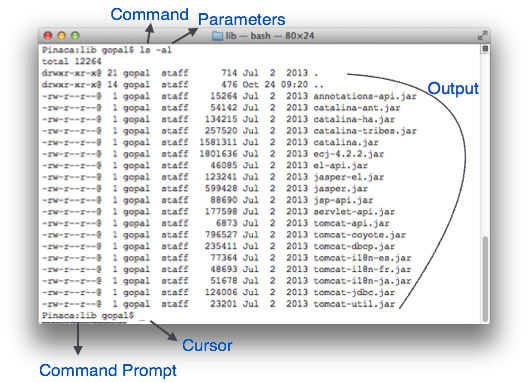 Command
Parameters
lib — bash — 80×24
Pinaca:lib gopal$ ls -al
total 12264
drwxr-xr-x@ 21 gopal staff 714 Jul 2 2013 .
drwxr-xr-x@ 14 gopal staff 476 Oct 24 09:20 ..
-rw-r--r--@ 1 gopal staff 15264 Jul 2 2013 annotations-api.jar
-rw-r--r--@ 1 gopal staff 54142 Jul 2 2013 catalina-ant.jar
-rw-r--r--@ 1 gopal staff 134215 Jul 2 2013 catalina-ha.jar
-rw-r--r--@ 1 gopal staff 257520 Jul 2 2013 catalina-tribes.jar
-rw-r--r--@ 1 gopal staff 1581311 Jul 2 2013 catalina.jar
-rw-r--r--@ 1 gopal staff 1801636 Jul 2 2013 ecj-4.2.2.jar
-rw-r--r--@ 1 gopal staff 46085 Jul 2 2013 el-api.jar
-rw-r--r--@ 1 gopal staff 123241 Jul 2 2013 jasper-el.jar
-rw-r--r--@ 1 gopal staff 599428 Jul 2 2013 jasper.jar
-rw-r--r--@ 1 gopal staff 88690 Jul 2 2013 jsp-api.jar
-rw-r--r--@ 1 gopal staff 177598 Jul 2 2013 servlet-api.jar
-rw-r--r--@ 1 gopal staff 6873 Jul 2 2013 tomcat-api.jar
-rw-r--r--@ 1 gopal staff 796527 Jul 2 2013 tomcat-coyote.jar
-rw-r--r--@ 1 gopal staff 235411 Jul 2 2013 tomcat-dbcp.jar
-rw-r--r--@ 1 gopal staff 77364 Jul 2 2013 tomcat-i18n-es.jar
-rw-r--r--@ 1 gopal staff 48693 Jul 2 2013 tomcat-i18n-fr.jar
-rw-r--r--@ 1 gopal staff 51678 Jul 2 2013 tomcat-i18n-ja.jar
-rw-r--r--@ 1 gopal staff 124006 Jul 2 2013 tomcat-jdbc.jar
-rw-r--r--@ 1 gopal staff 23201 Jul 2 2013 tomcat-util.jar
Pinaca:lib gopal$ _
Output
Cursor
Command Prompt